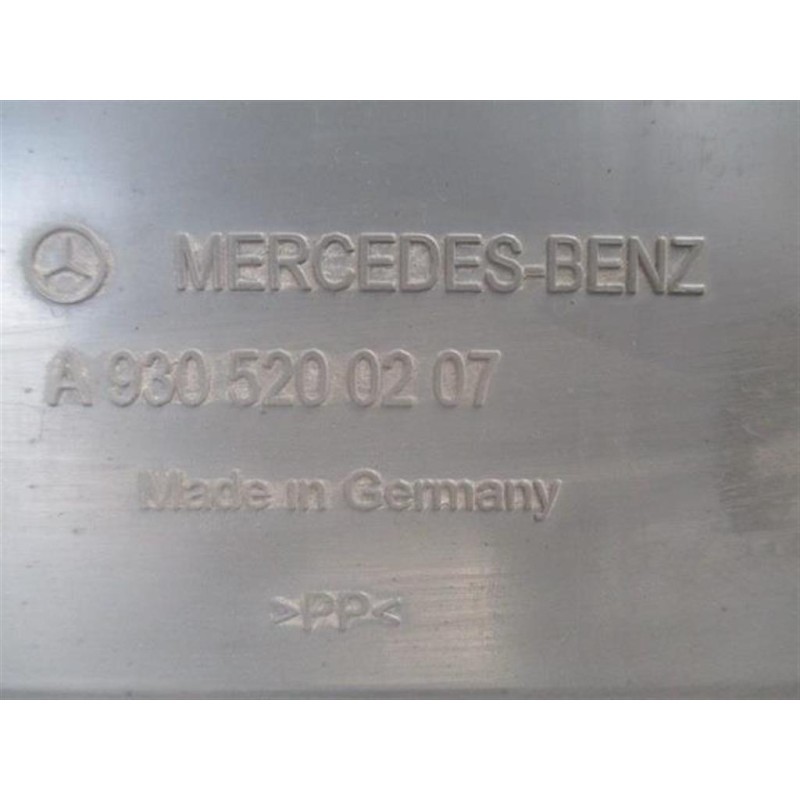 MERCEDES-BENZ
A 930 520 02 07
Made in Germany
>PP<